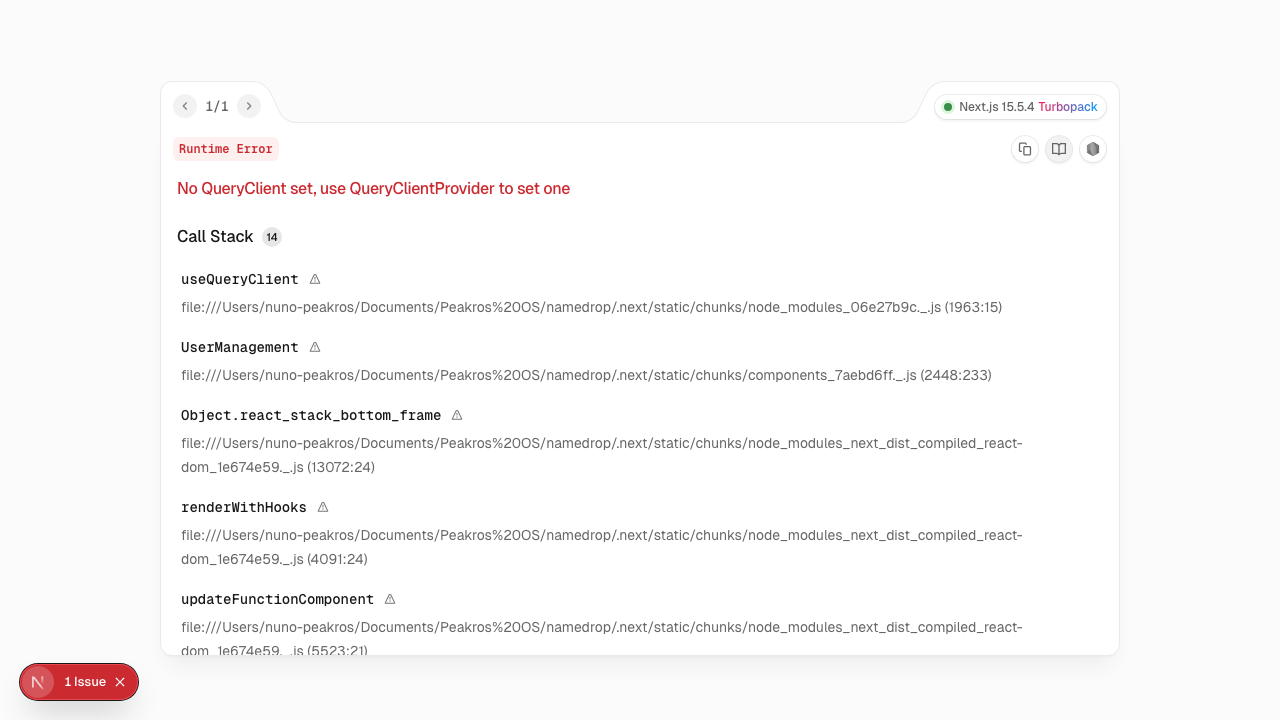 1/1
Next.js 15.5.4 Turbopack
Runtime Error
No QueryClient set, use QueryClientProvider to set one
Call Stack 14
useQueryClient
file:///Users/nuno-peakros/Documents/Peakros%20OS/namedrop/.next/static/chunks/node_modules_06e27b9c._.js (1963:15)
UserManagement
file:///Users/nuno-peakros/Documents/Peakros%20OS/namedrop/.next/static/chunks/components_7aebd6ff._.js (2448:233)
Object.react_stack_bottom_frame
file:///Users/nuno-peakros/Documents/Peakros%20OS/namedrop/.next/static/chunks/node_modules_next_dist_compiled_react-
dom_1e674e59._.js (13072:24)
renderWithHooks
file:///Users/nuno-peakros/Documents/Peakros%20OS/namedrop/.next/static/chunks/node_modules_next_dist_compiled_react-
dom_1e674e59._.js (4091:24)
updateFunctionComponent
file:///Users/nuno-peakros/Documents/Peakros%20OS/namedrop/.next/static/chunks/node_modules_next_dist_compiled_react-
dom_1e674e59._.js (5523:21)
N 1 Issue